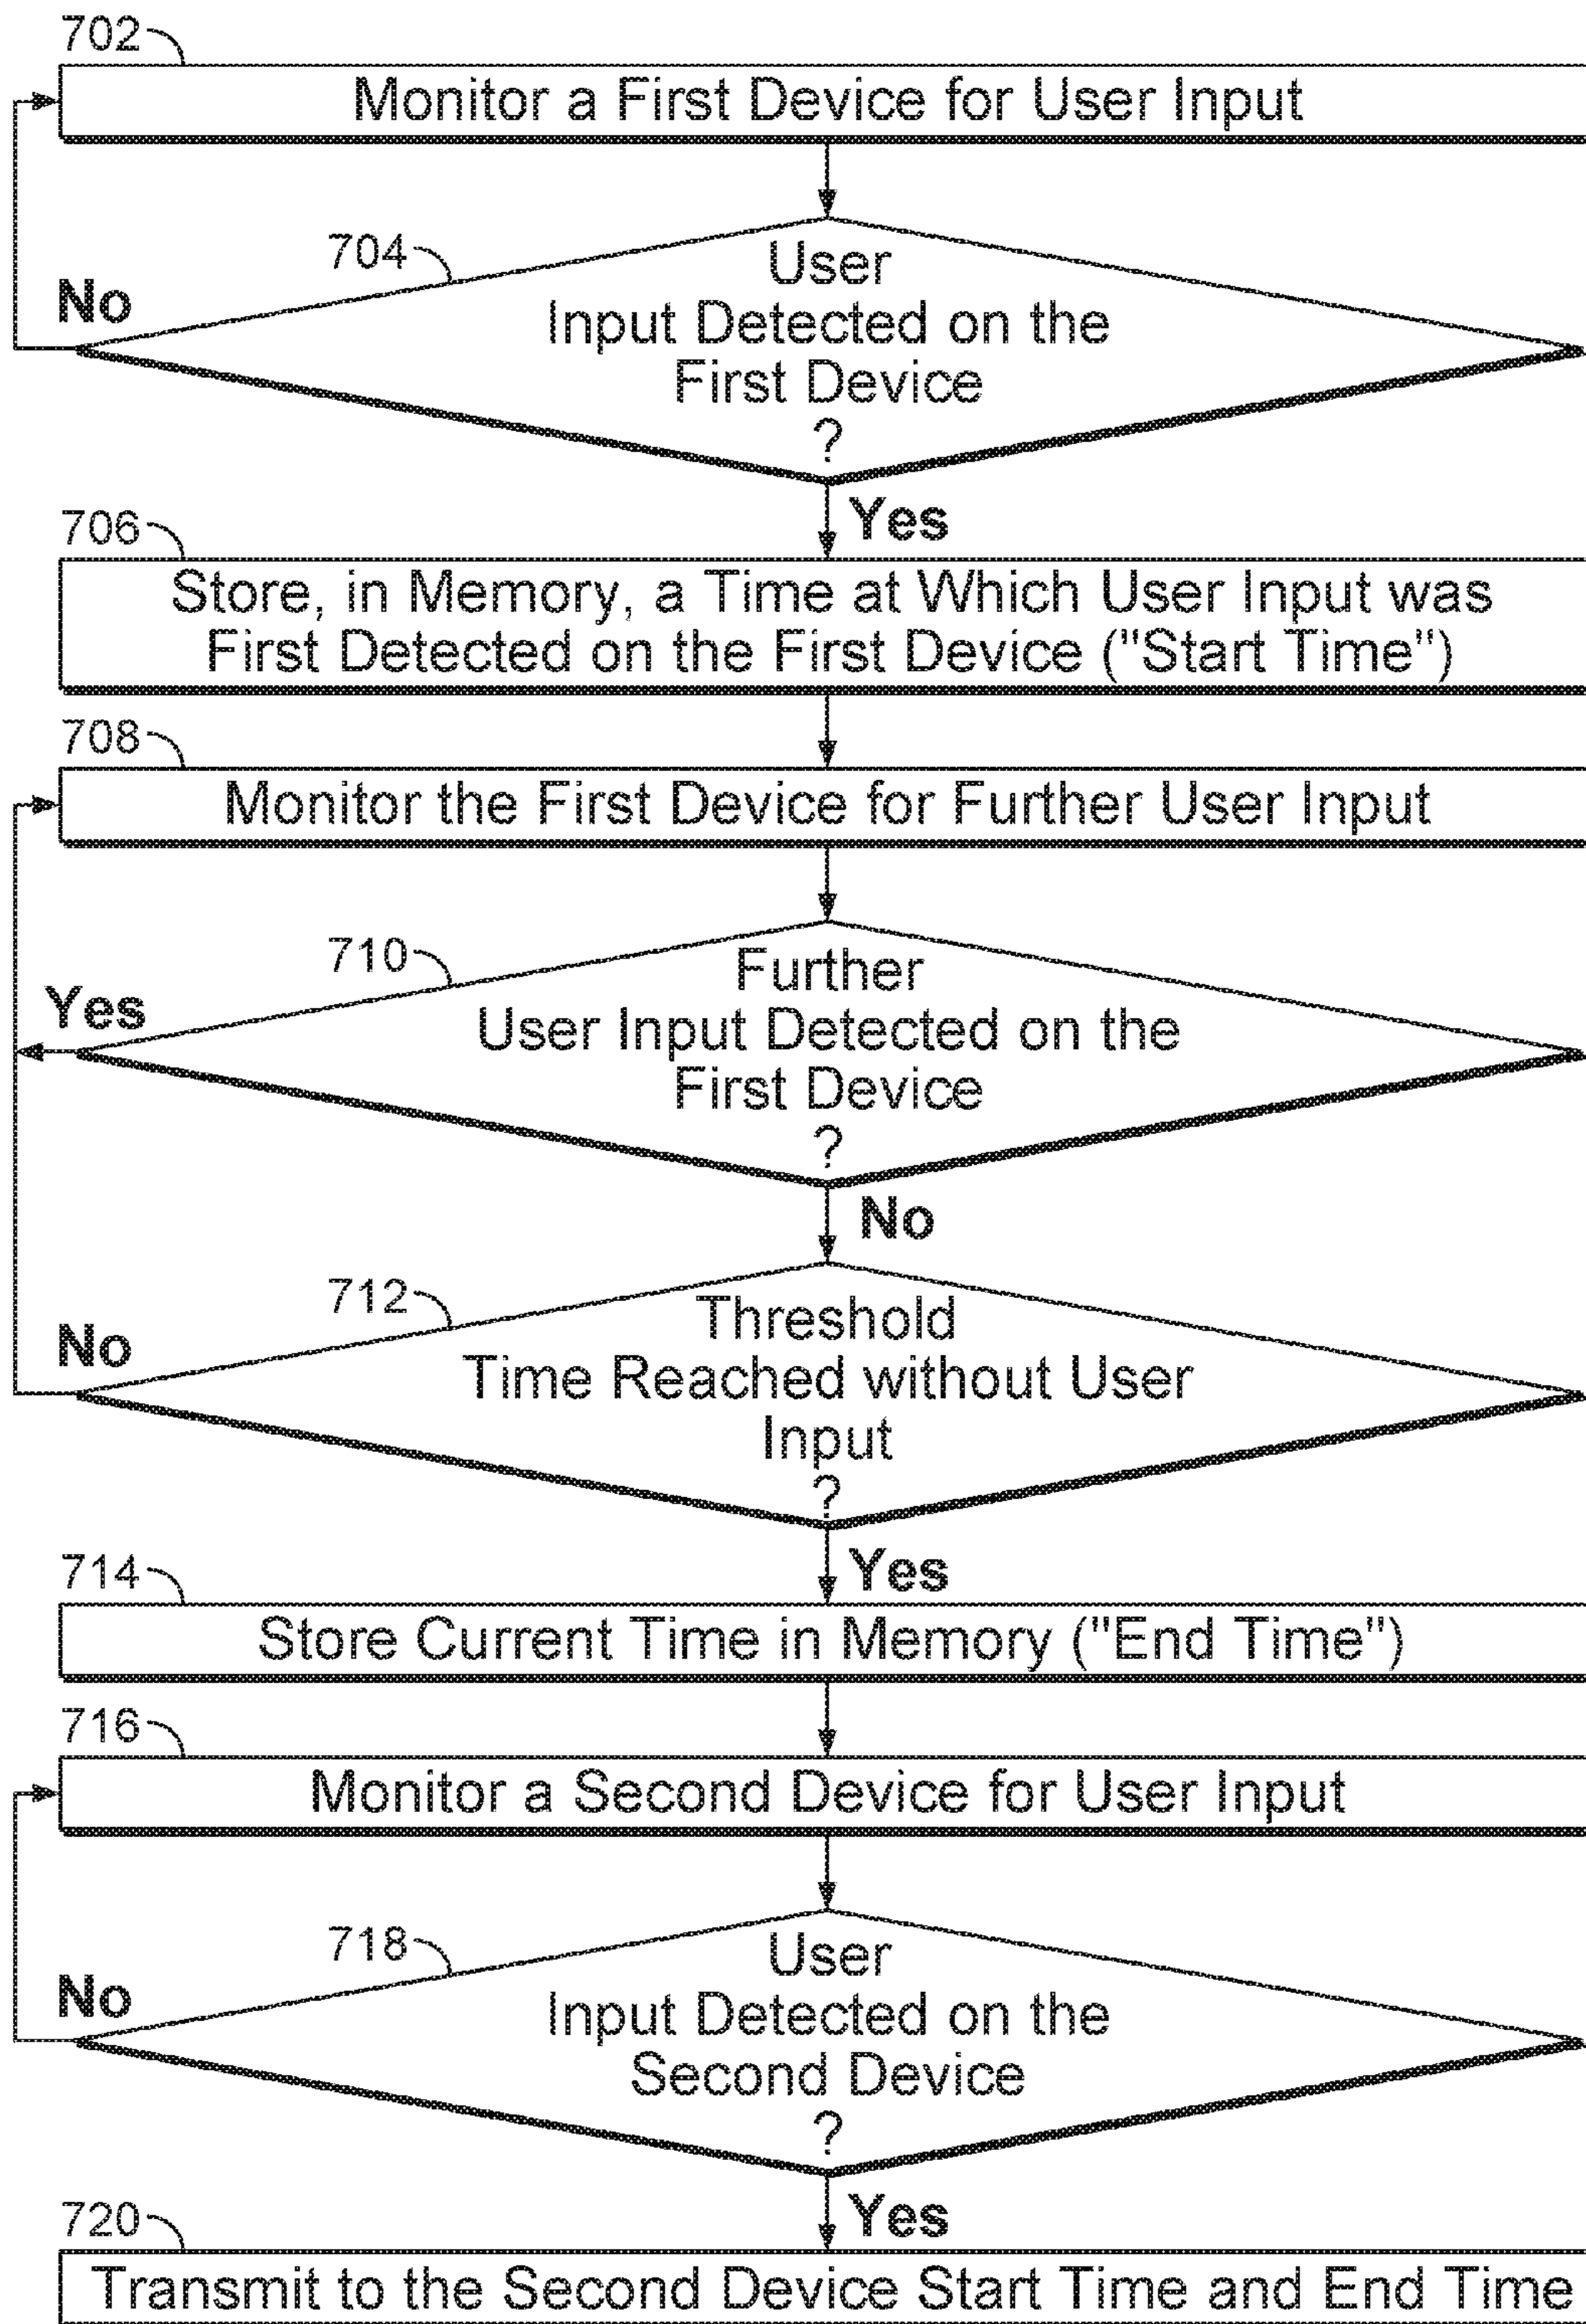 702
Monitor a First Device for User Input
704
No
User
Input Detected on the
First Device
?
Yes
706
Store, in Memory, a Time at Which User Input was
First Detected on the First Device ("Start Time")
708
Monitor the First Device for Further User Input
710
Yes
Further
User Input Detected on the
First Device
?
No
712
No
Threshold
Time Reached without User
Input
?
Yes
714
Store Current Time in Memory ("End Time")
716
Monitor a Second Device for User Input
718
No
User
Input Detected on the
Second Device
?
Yes
720
Transmit to the Second Device Start Time and End Time